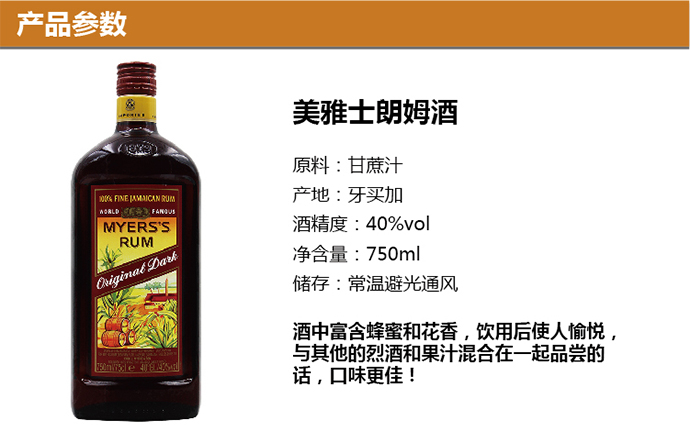 产品参数
美雅士朗姆酒
原料：甘蔗汁
产地：牙买加
酒精度：40%vol
净含量：750ml
储存：常温避光通风
酒中富含蜂蜜和花香，饮用后使人愉悦，
与其他的烈酒和果汁混合在一起品尝的
话，口味更佳！
100% FINE JAMAICAN RUM
WORLD FAMOUS
MYERS'S
RUM
Original Dark